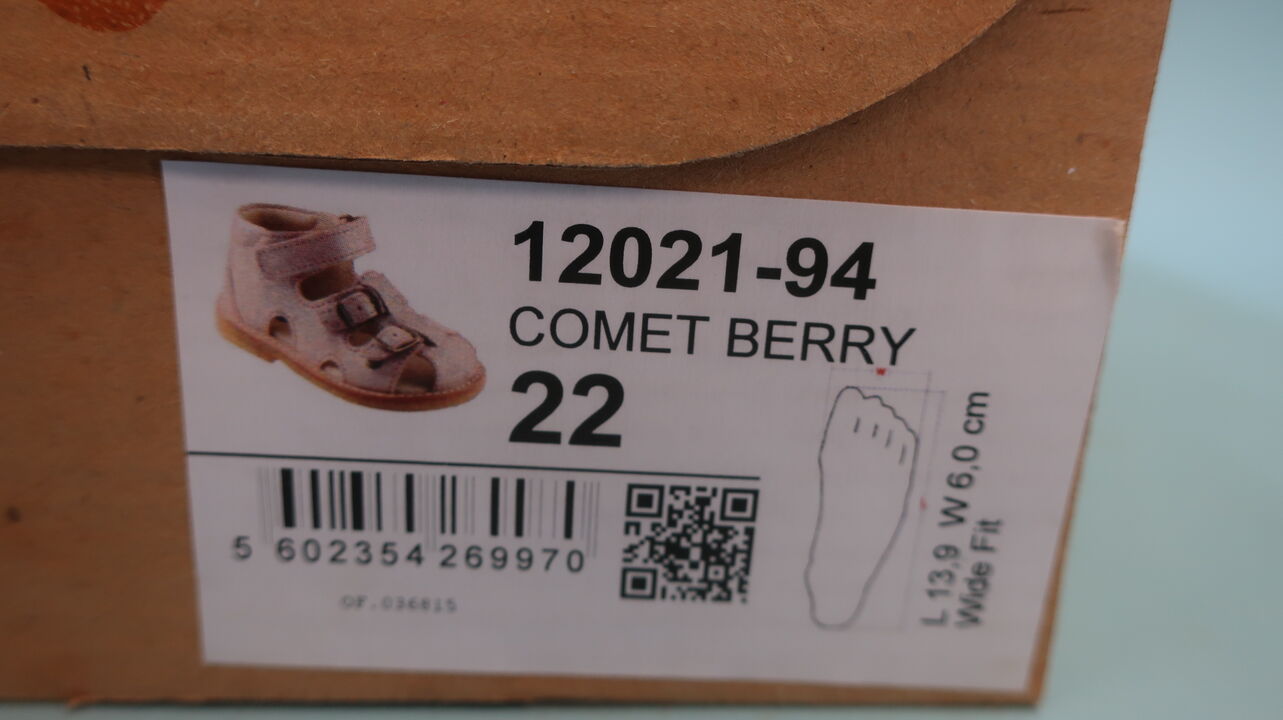 12021-94
COMET BERRY
22
5 602354 269970
OF.036815
L 13,9 W 6,0 cm
Wide Fit